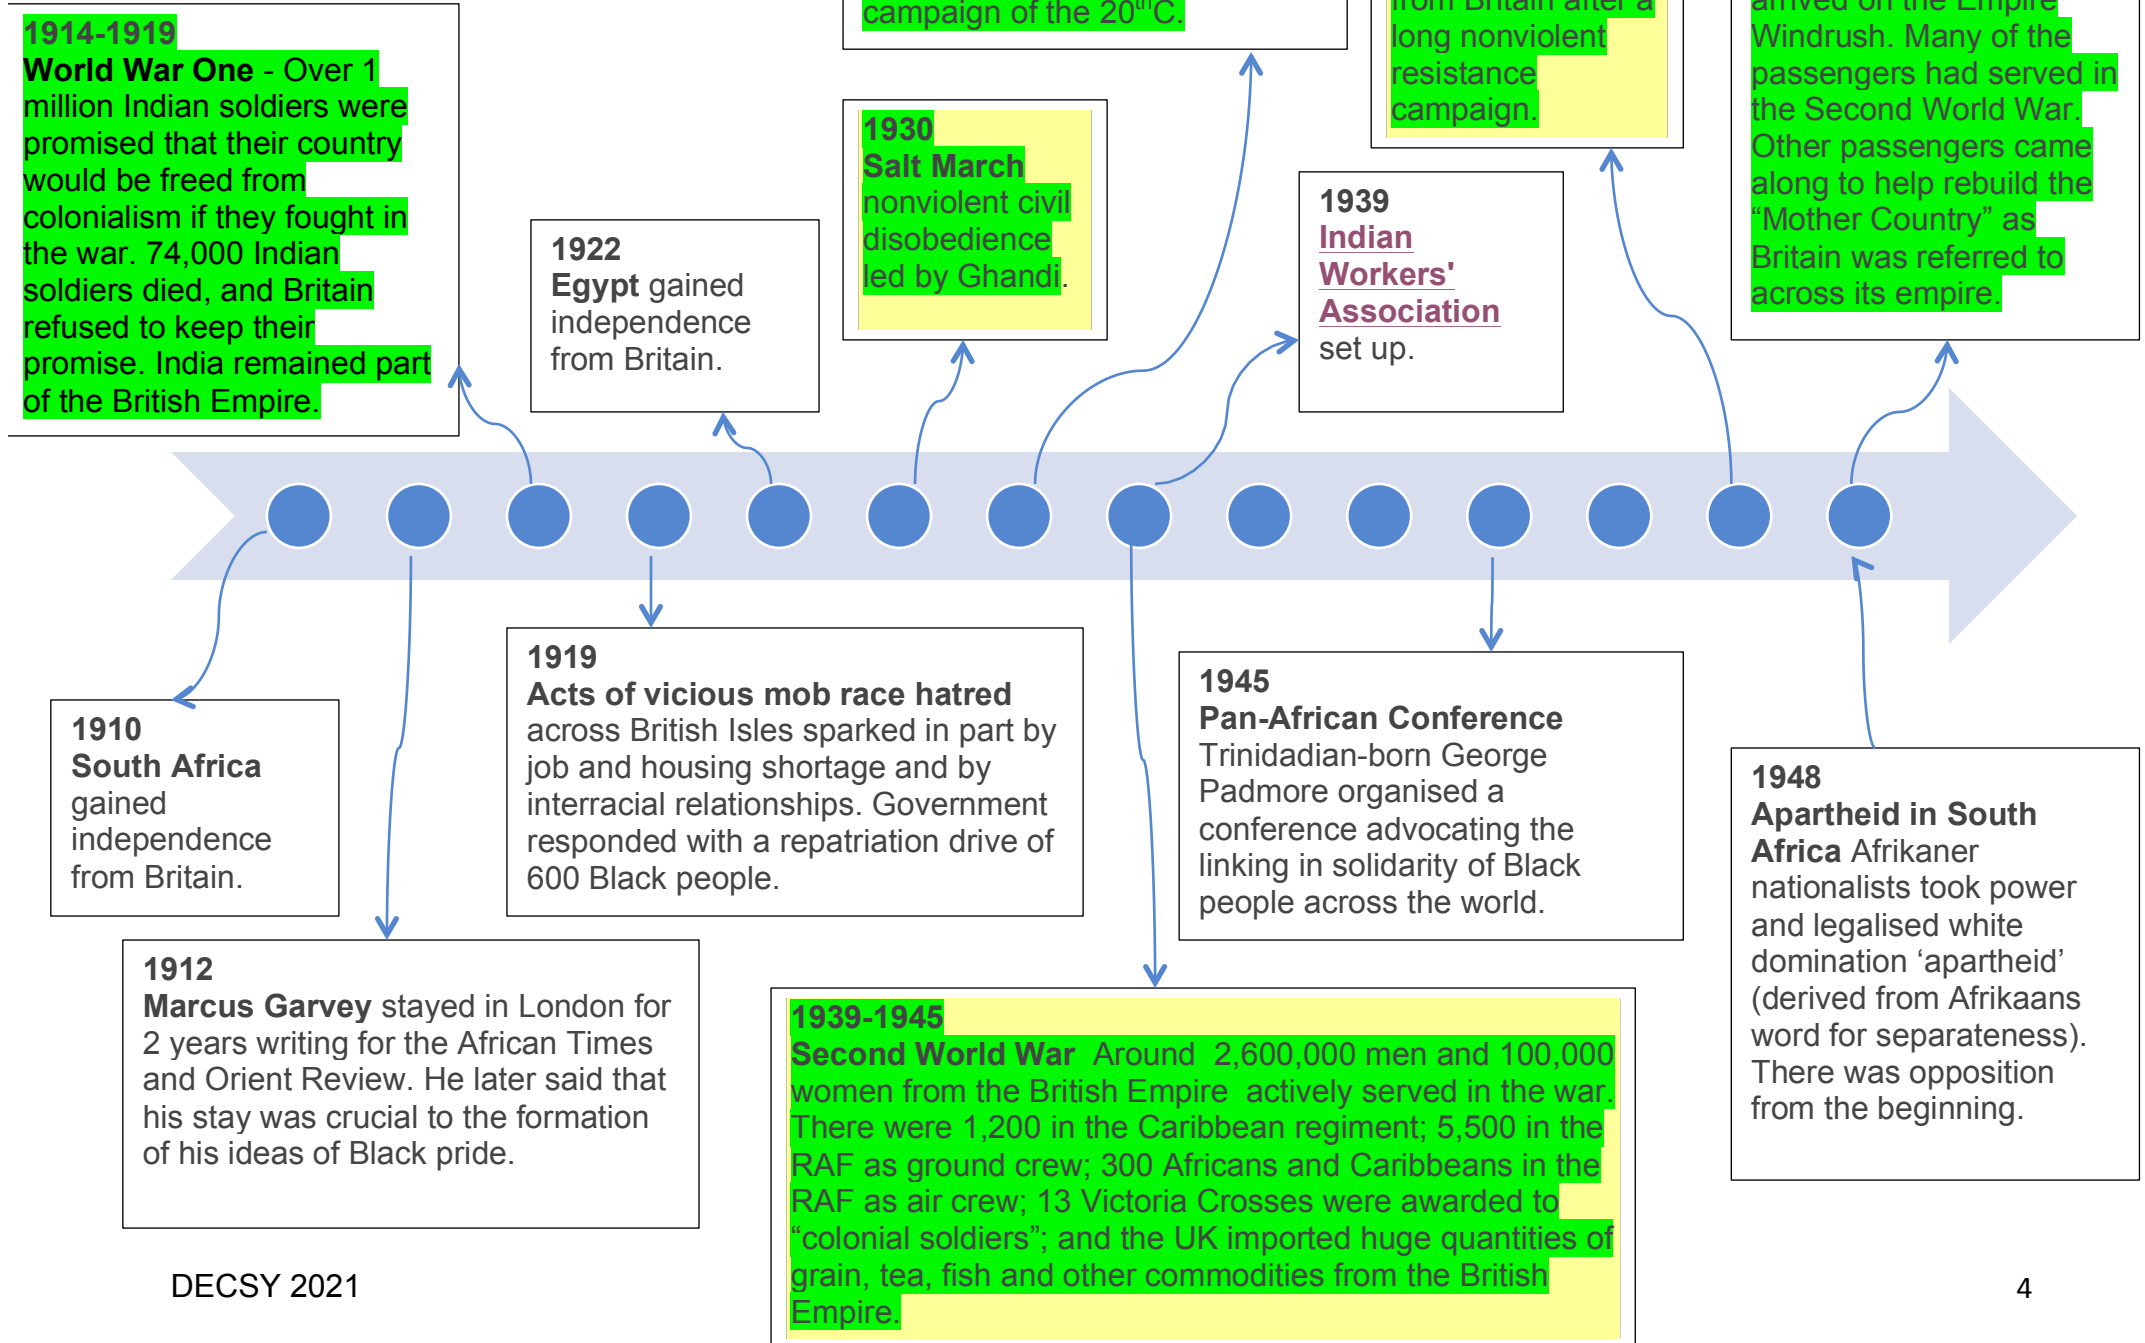 1914-1919
World War One - Over 1
million Indian soldiers were
promised that their country
would be freed from
colonialism if they fought in
the war. 74,000 Indian
soldiers died, and Britain
refused to keep their
promise. India remained part
of the British Empire.
1922
Egypt gained
independence
from Britain.
campaign of the 20thC.
1930
Salt March
nonviolent civil
disobedience
led by Ghandi.
1939
Indian
Workers'
Association
set up.
from Britain after a
long nonviolent
resistance
campaign.
arrived on the Empire
Windrush. Many of the
passengers had served in
the Second World War.
Other passengers came
along to help rebuild the
“Mother Country” as
Britain was referred to
across its empire.
1910
South Africa
gained
independence
from Britain.
1912
Marcus Garvey stayed in London for
2 years writing for the African Times
and Orient Review. He later said that
his stay was crucial to the formation
of his ideas of Black pride.
1919
Acts of vicious mob race hatred
across British Isles sparked in part by
job and housing shortage and by
interracial relationships. Government
responded with a repatriation drive of
600 Black people.
1939-1945
Second World War Around 2,600,000 men and 100,000
women from the British Empire actively served in the war.
There were 1,200 in the Caribbean regiment; 5,500 in the
RAF as ground crew; 300 Africans and Caribbeans in the
RAF as air crew; 13 Victoria Crosses were awarded to
“colonial soldiers”; and the UK imported huge quantities of
grain, tea, fish and other commodities from the British
Empire.
1945
Pan-African Conference
Trinidadian-born George
Padmore organised a
conference advocating the
linking in solidarity of Black
people across the world.
1948
Apartheid in South
Africa Afrikaner
nationalists took power
and legalised white
domination ‘apartheid’
(derived from Afrikaans
word for separateness).
There was opposition
from the beginning.
DECSY 2021
4